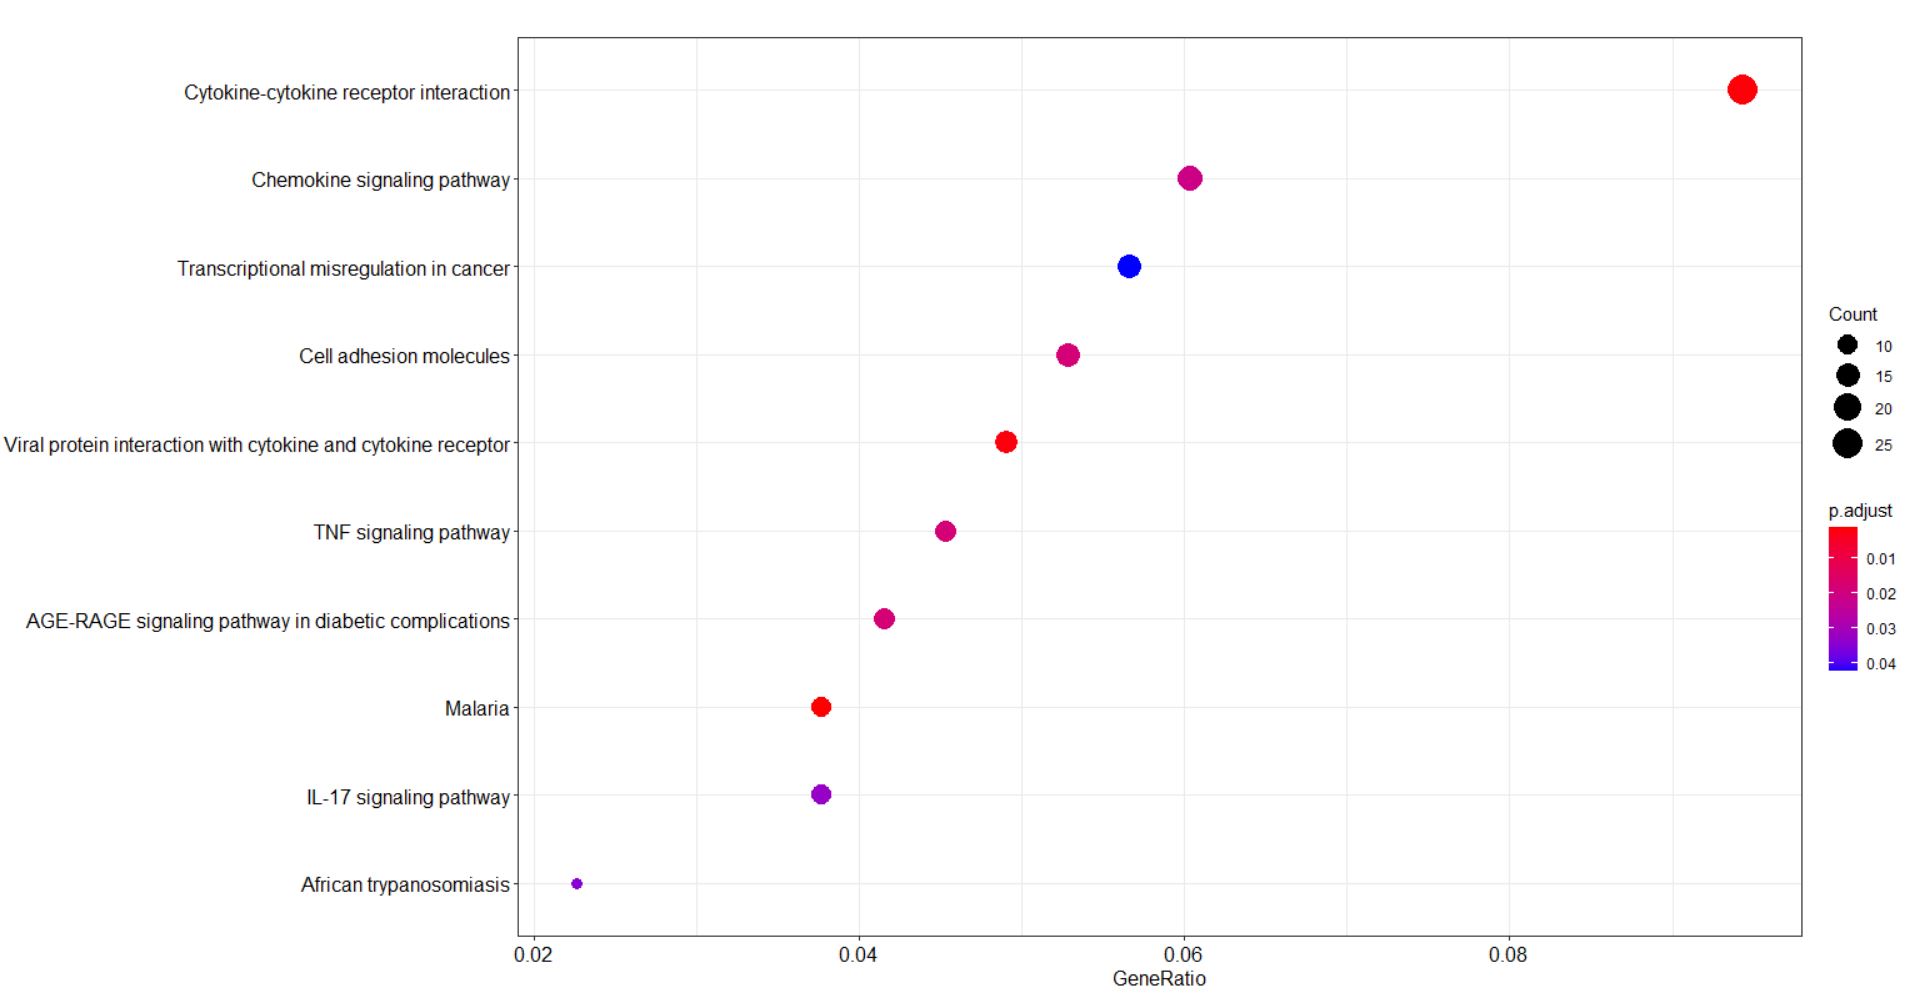 Cytokine-cytokine receptor interaction
Chemokine signaling pathway
Transcriptional misregulation in cancer
Cell adhesion molecules
Viral protein interaction with cytokine and cytokine receptor
TNF signaling pathway
AGE-RAGE signaling pathway in diabetic complications
Malaria
IL-17 signaling pathway
African trypanosomiasis
0.02 0.04 0.06 0.08
GeneRatio
Count
10
15
20
25
p.adjust
0.01
0.02
0.03
0.04